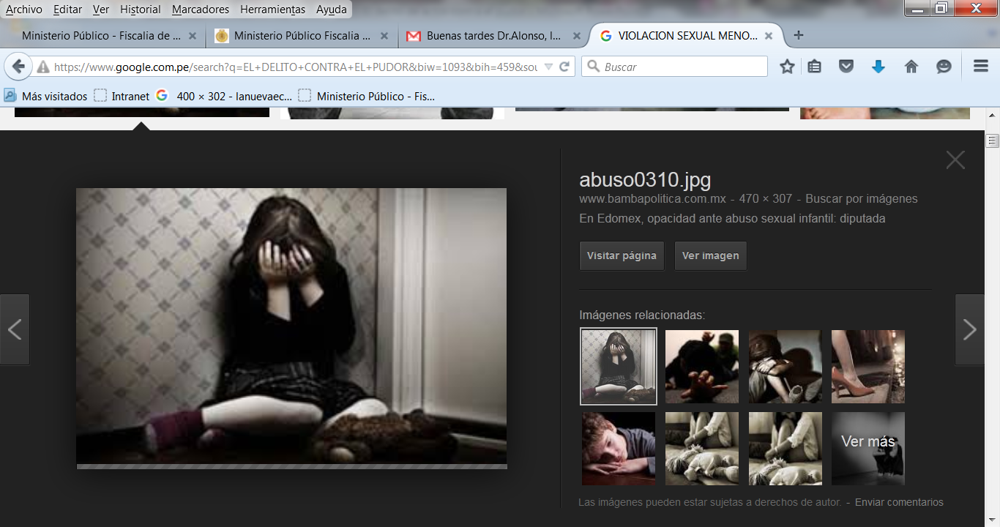 Archivo Editar Ver Historial Marcadores Herramientas Ayuda
Ministerio Público - Fiscalia de ...
Ministerio Público Fiscalia ...
Buenas tardes Dr.Alonso, l...
VIOLACION SEXUAL MENO...
https://www.google.com.pe/search?q=EL+DELITO+CONTRA+EL+PUDOR&biw=1093&bih=459&sou
Buscar
Más visitados
Intranet
400 × 302 - lanuevaec...
Ministerio Público - Fis...
abuso0310.jpg
www.bambapolitica.com.mx - 470 × 307 - Buscar por imágenes
En Edomex, opacidad ante abuso sexual infantil: diputada
Visitar página
Ver imagen
Imágenes relacionadas:
Ver más
Las imágenes pueden estar sujetas a derechos de autor. - Enviar comentarios